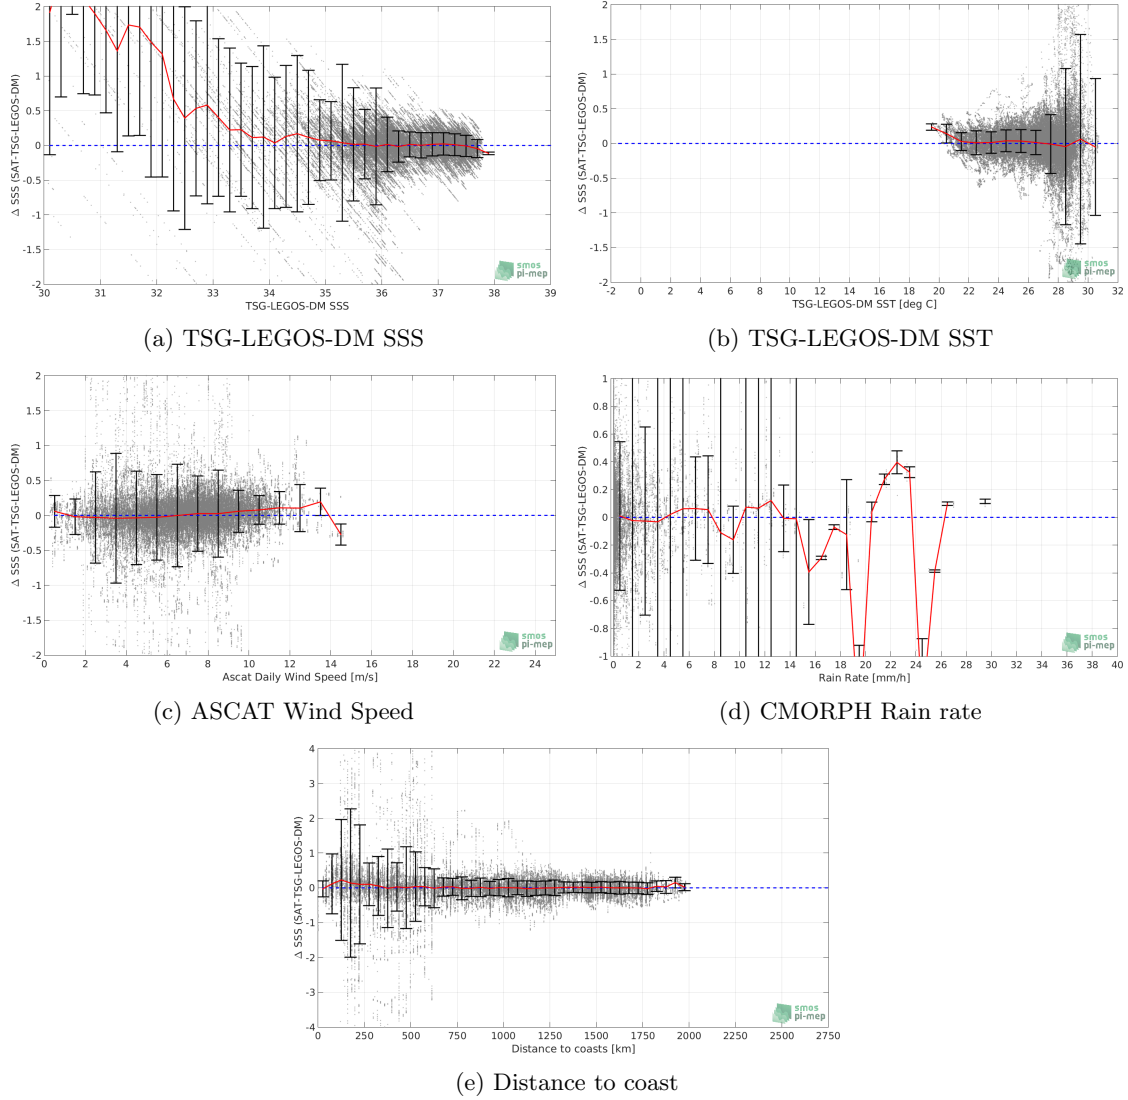 Δ SSS (SAT-TSG-LEGOS-DM)
2
1.5
1
0.5
0
-0.5
-1
-1.5
-2
30 31 32 33 34 35 36 37 38 39
TSG-LEGOS-DM SSS
smos
pi-mep
(a) TSG-LEGOS-DM SSS
Δ SSS (SAT-TSG-LEGOS-DM)
2
1.5
1
0.5
0
-0.5
-1
-1.5
-2
-2 0 2 4 6 8 10 12 14 16 18 20 22 24 26 28 30 32
TSG-LEGOS-DM SST [deg C]
smos
pi-mep
(b) TSG-LEGOS-DM SST
Δ SSS (SAT-TSG-LEGOS-DM)
2
1.5
1
0.5
0
-0.5
-1
-1.5
-2
0 2 4 6 8 10 12 14 16 18 20 22 24
Ascat Daily Wind Speed [m/s]
smos
pi-mep
(c) ASCAT Wind Speed
Δ SSS (SAT-TSG-LEGOS-DM)
1
0.8
0.6
0.4
0.2
0
-0.2
-0.4
-0.6
-0.8
-1
0 2 4 6 8 10 12 14 16 18 20 22 24 26 28 30 32 34 36 38 40
Rain Rate [mm/h]
smos
pi-mep
(d) CMORPH Rain rate
Δ SSS (SAT-TSG-LEGOS-DM)
4
3
2
1
0
-1
-2
-3
-4
0 250 500 750 1000 1250 1500 1750 2000 2250 2500 2750
Distance to coasts [km]
smos
pi-mep
(e) Distance to coast